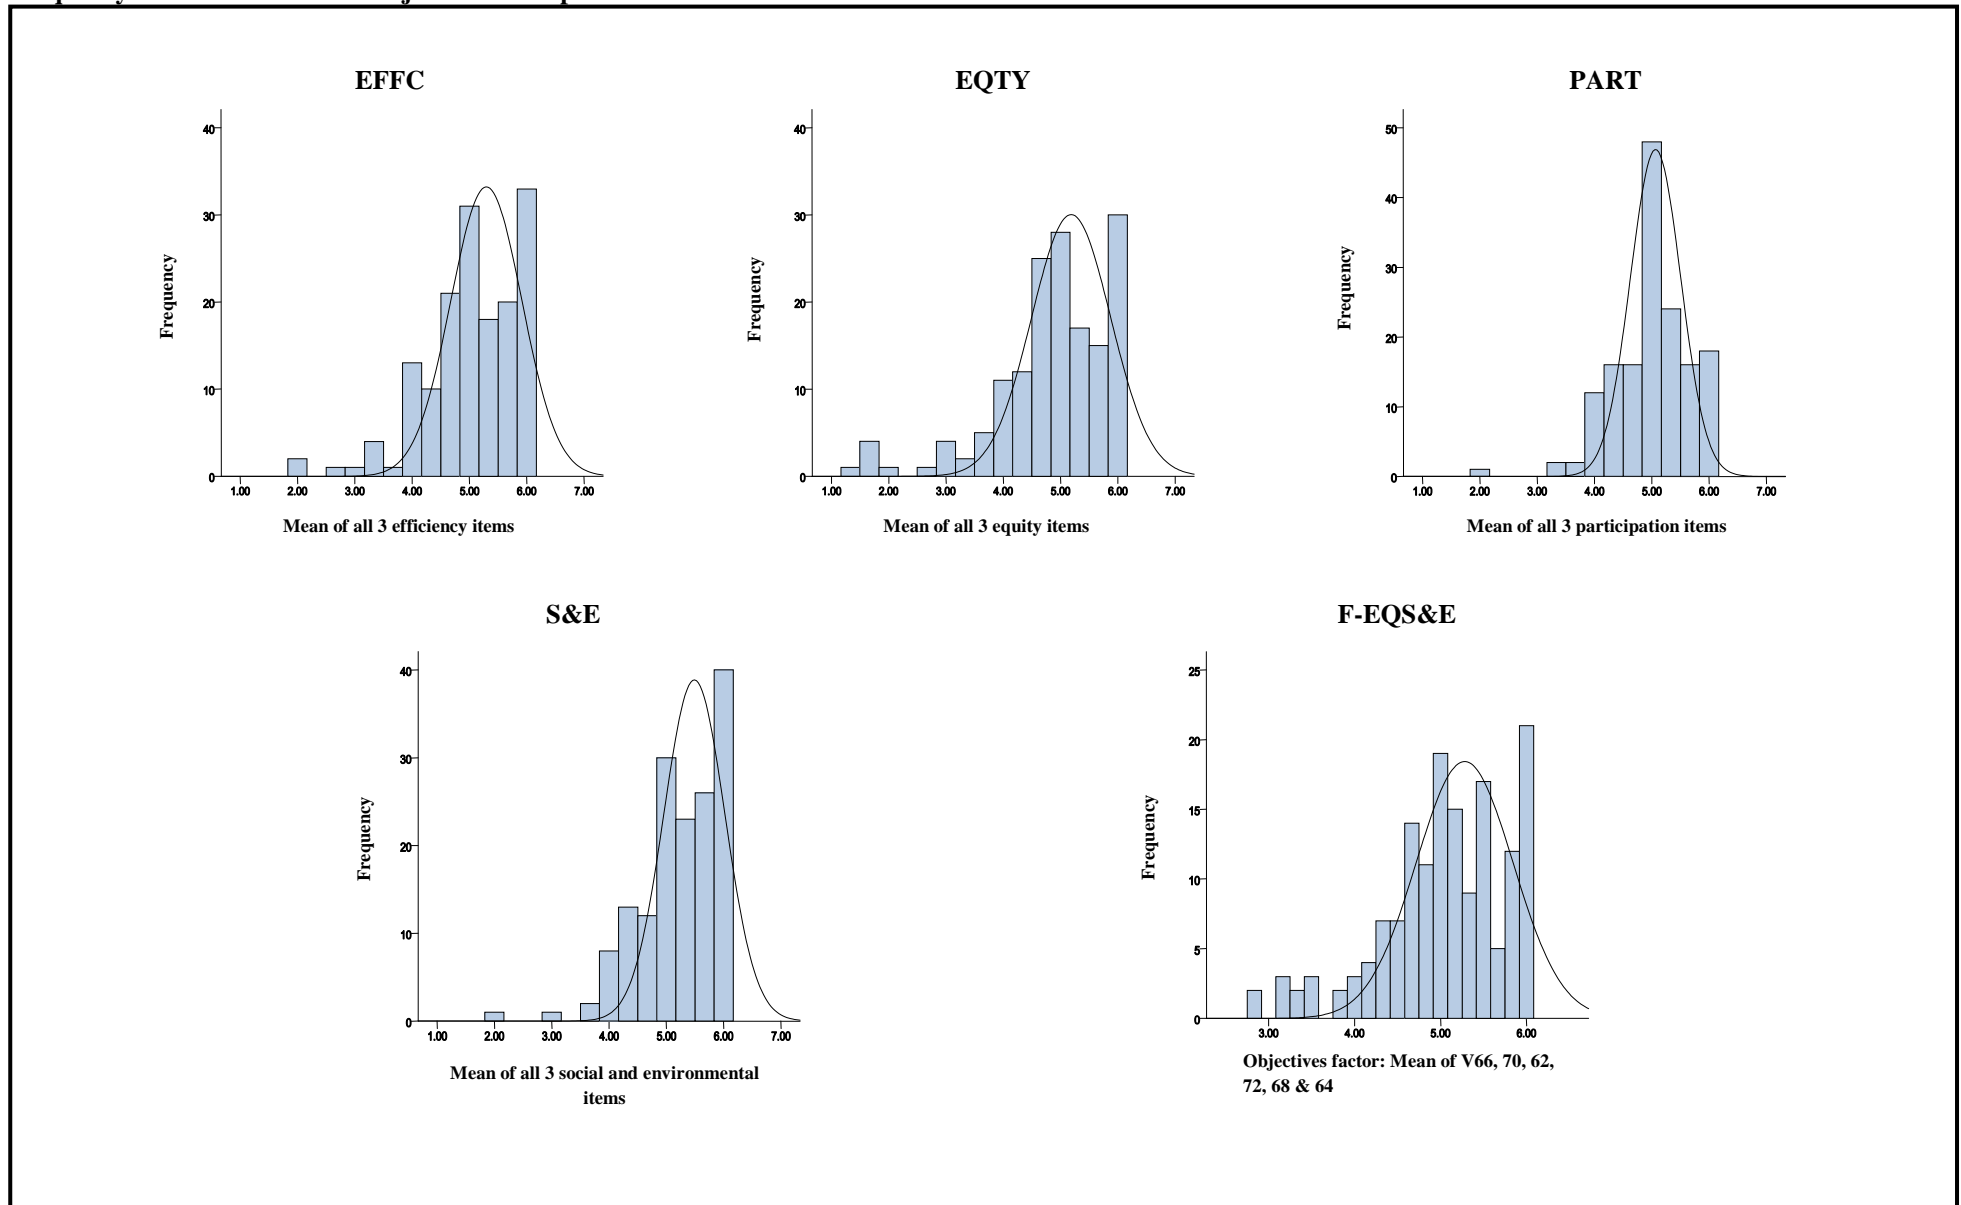 EFFC
EQTY
PART
40
30
20
10
0
Frequency
1.00 2.00 3.00 4.00 5.00 6.00 7.00
Mean of all 3 efficiency items
40
30
20
10
0
Frequency
1.00 2.00 3.00 4.00 5.00 6.00 7.00
Mean of all 3 equity items
50
40
30
20
10
0
Frequency
1.00 2.00 3.00 4.00 5.00 6.00 7.00
Mean of all 3 participation items
S&E
F-EQS&E
40
30
20
10
0
Frequency
1.00 2.00 3.00 4.00 5.00 6.00 7.00
Mean of all 3 social and environmental
items
25
20
15
10
5
0
Frequency
3.00 4.00 5.00 6.00
Objectives factor: Mean of V66, 70, 62,
72, 68 & 64